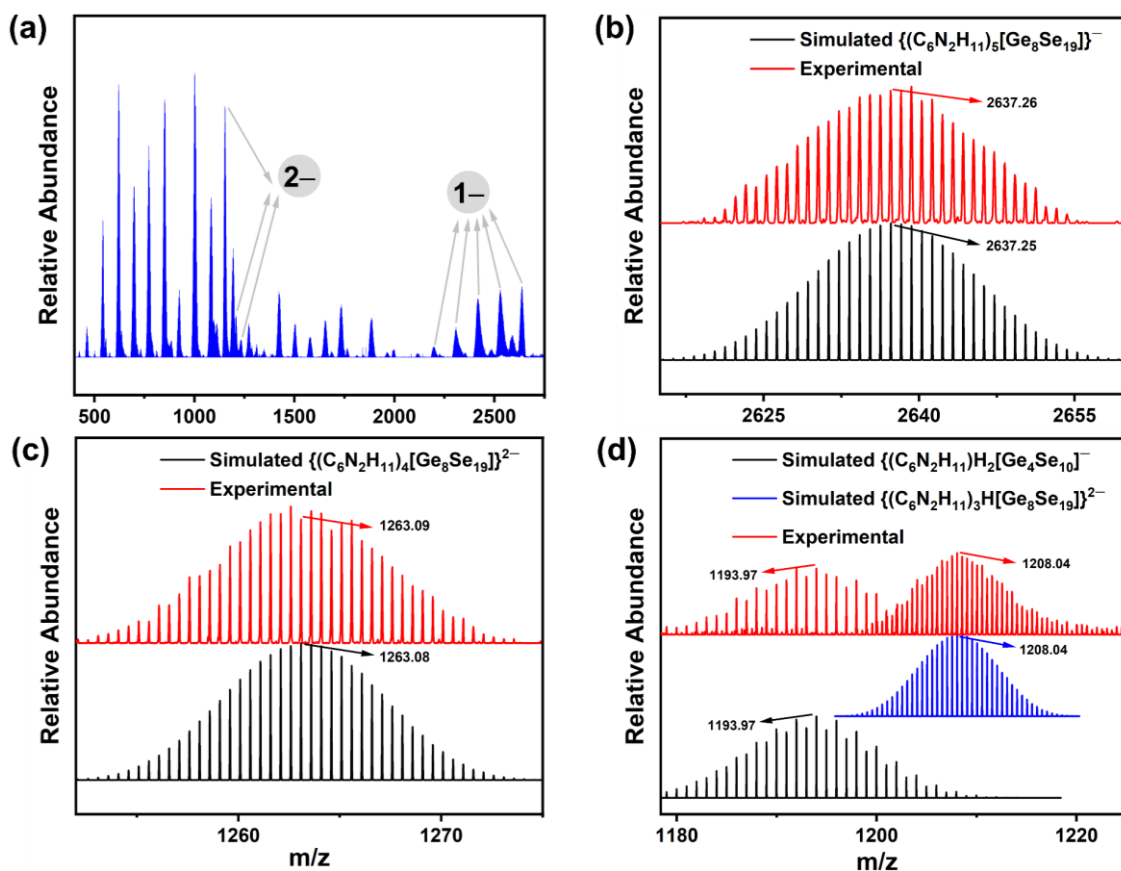 (a)
Relative Abundance
2−
1−
500 1000 1500 2000 2500
(b)
Relative Abundance
Simulated {(C₆N₂H₁₁)₅[Ge₈Se₁₉]}⁻
Experimental
2637.26
2637.25
2625 2640 2655
(c)
Relative Abundance
Simulated {(C₆N₂H₁₁)₄[Ge₈Se₁₉]}²⁻
Experimental
1263.09
1263.08
1260 1270
m/z
(d)
Relative Abundance
Simulated {(C₆N₂H₁₁)H₂[Ge₄Se₁₀]}⁻
Simulated {(C₆N₂H₁₁)₃H[Ge₈Se₁₉]}²⁻
Experimental
1193.97
1208.04
1208.04
1193.97
1180 1200 1220
m/z